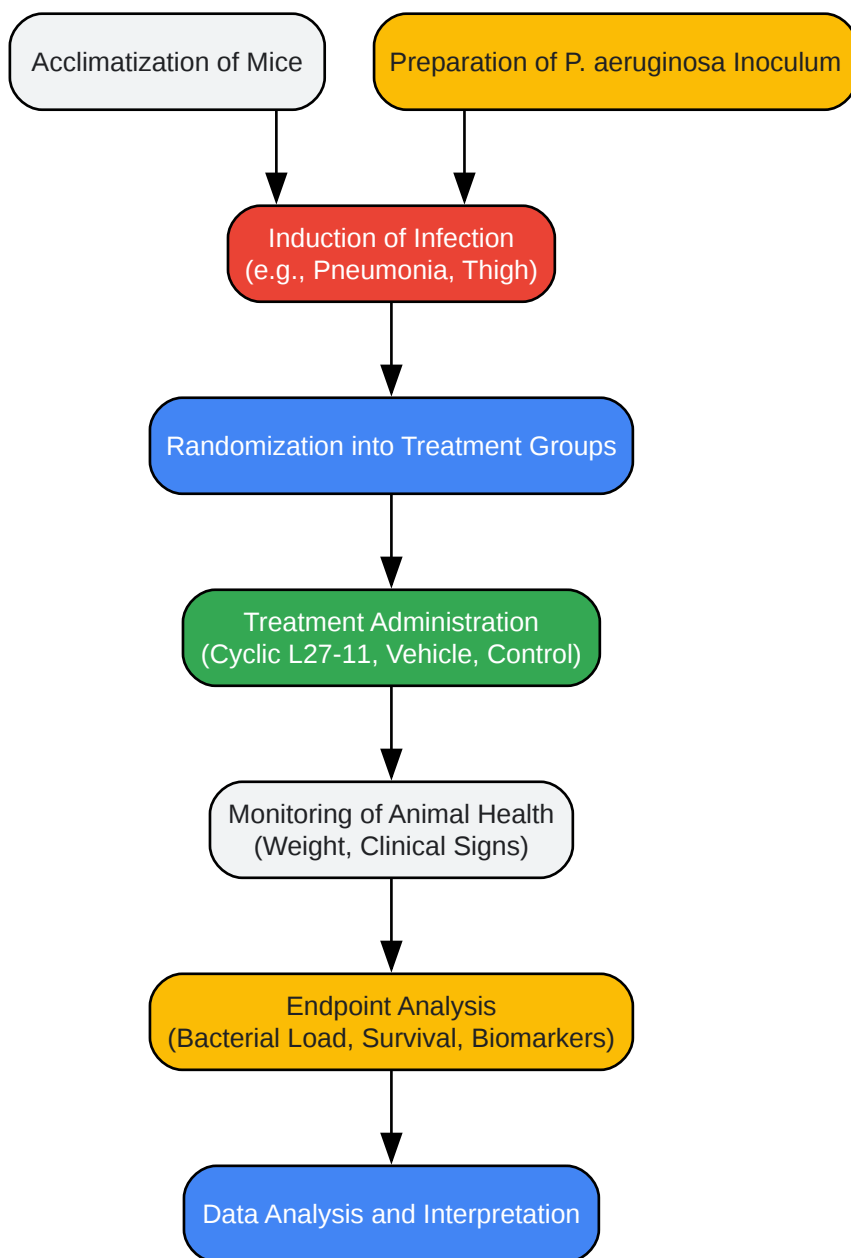 Acclimatization of Mice
Preparation of P. aeruginosa Inoculum
Induction of Infection
(e.g., Pneumonia, Thigh)
Randomization into Treatment Groups
Treatment Administration
(Cyclic L27-11, Vehicle, Control)
Monitoring of Animal Health
(Weight, Clinical Signs)
Endpoint Analysis
(Bacterial Load, Survival, Biomarkers)
Data Analysis and Interpretation